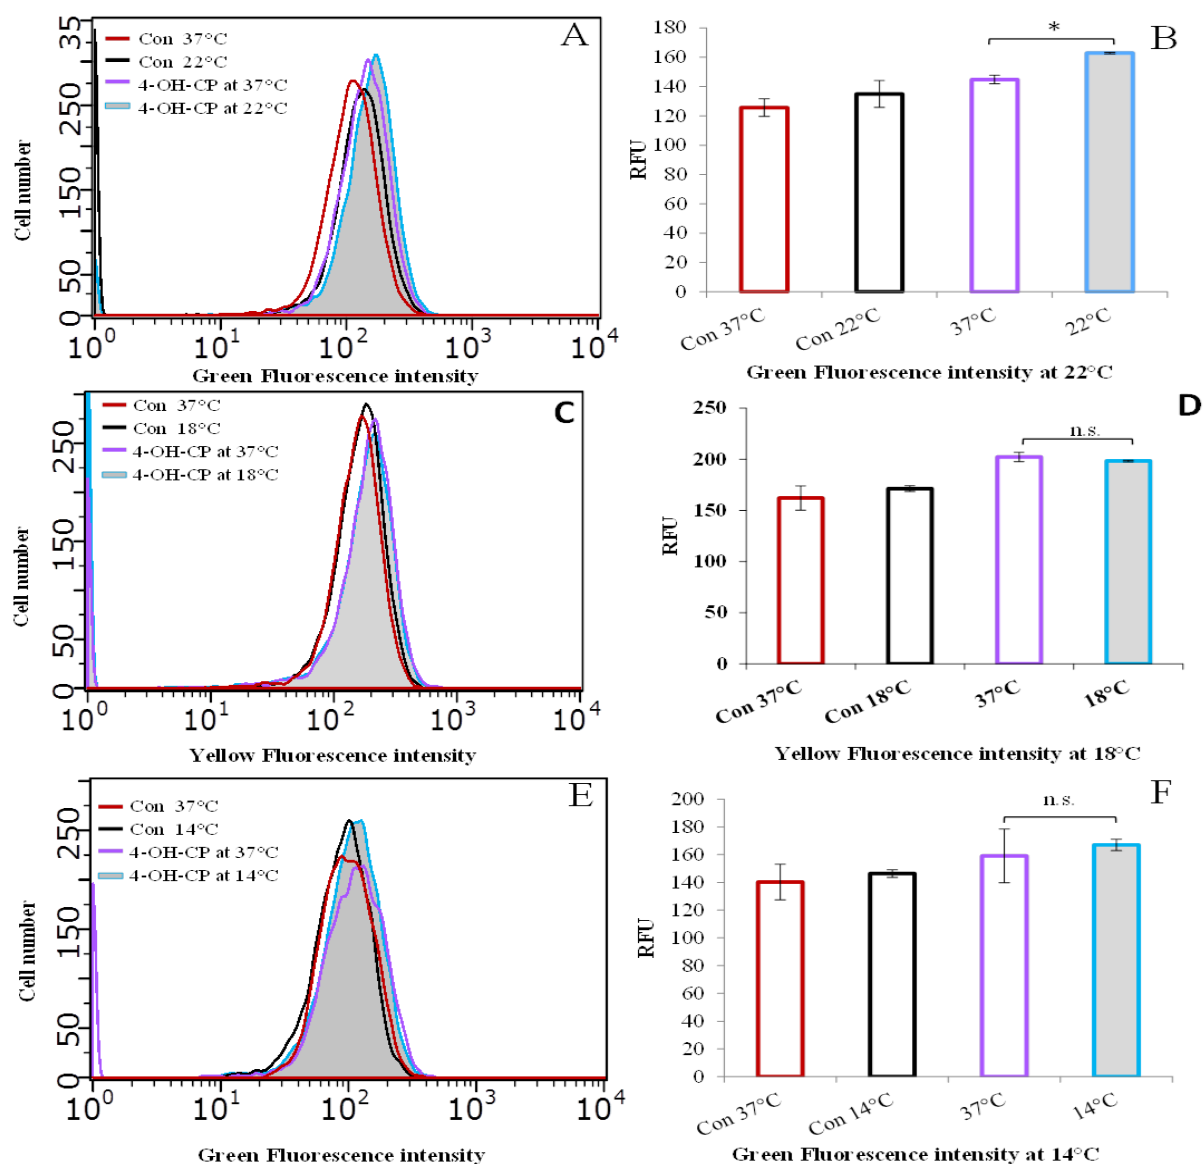 A
Con 37°C
Con 22°C
4-OH-CP at 37°C
4-OH-CP at 22°C
Cell number
35
250
150
50
0
10^0 10^1 10^2 10^3 10^4
Green Fluorescence intensity
B
*
RFU
180
160
140
120
100
80
60
40
20
0
Con 37°C Con 22°C 37°C 22°C
Green Fluorescence intensity at 22°C
C
Con 37°C
Con 18°C
4-OH-CP at 37°C
4-OH-CP at 18°C
Cell number
250
150
50
0
10^0 10^1 10^2 10^3 10^4
Yellow Fluorescence intensity
D
n.s.
RFU
250
200
150
100
50
0
Con 37°C Con 18°C 37°C 18°C
Yellow Fluorescence intensity at 18°C
E
Con 37°C
Con 14°C
4-OH-CP at 37°C
4-OH-CP at 14°C
Cell number
250
150
50
0
10^0 10^1 10^2 10^3 10^4
Green Fluorescence intensity
F
n.s.
RFU
200
180
160
140
120
100
80
60
40
20
0
Con 37°C Con 14°C 37°C 14°C
Green Fluorescence intensity at 14°C